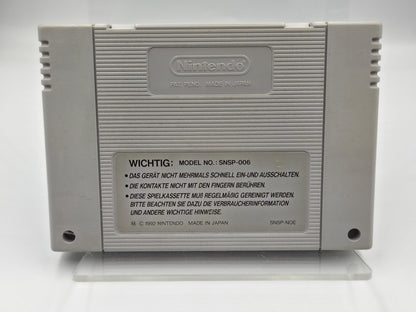 Nintendo
PAT. PEND. MADE IN JAPAN
WICHTIG: MODEL NO.: SNSP-006
• DAS GERÄT NICHT MEHRMALS SCHNELL EIN-UND AUSSCHALTEN.
• DIE KONTAKTE NICHT MIT DEN FINGERN BERÜHREN.
• DIESE SPIELKASSETTE MUß REGELMÄßIG GEREINIGT WERDEN.
BITTE BEACHTEN SIE DAZU DIE VERBRAUCHERINFORMATION
UND ANDERE WICHTIGE HINWEISE.
M C 1992 NINTENDO MADE IN JAPAN SNSP-NOE